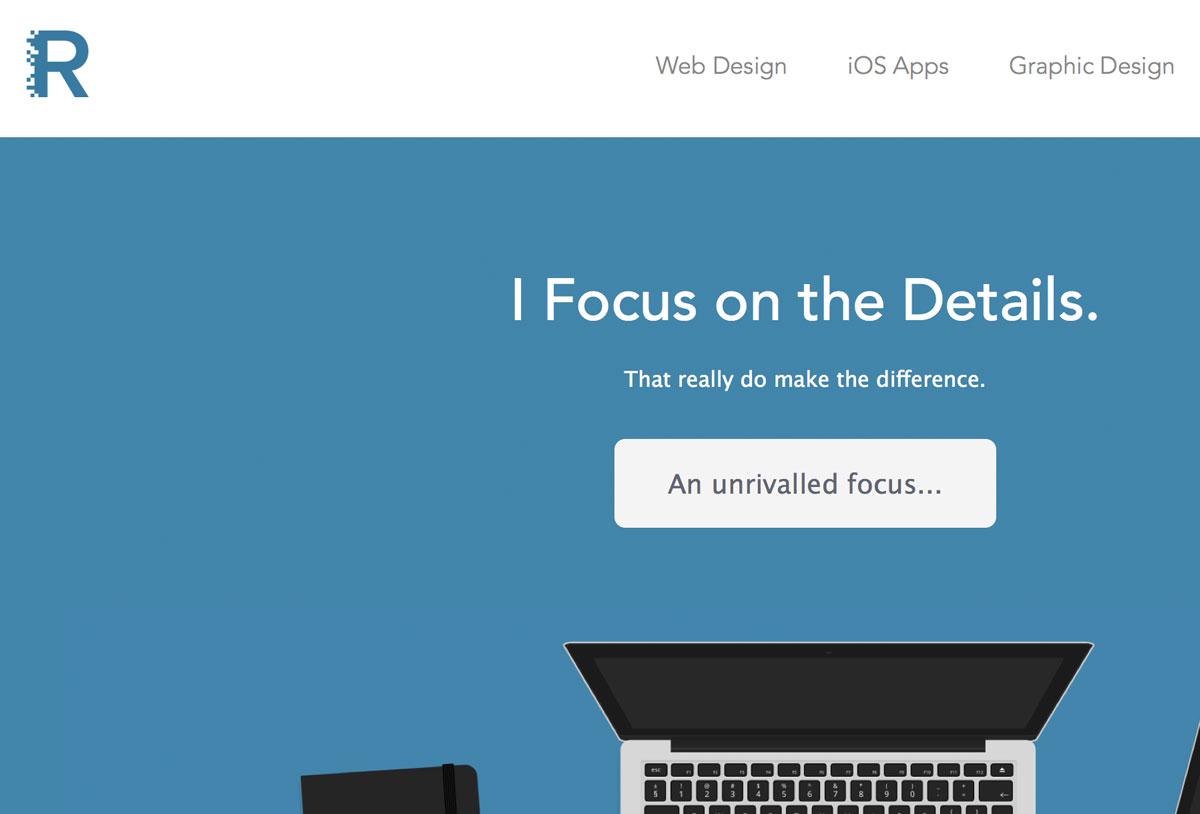 R
Web Design iOS Apps Graphic Design
I Focus on the Details.
That really do make the difference.
An unrivalled focus...
esc